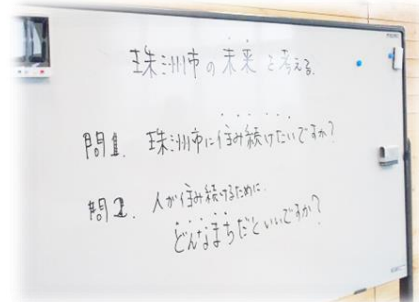 珠洲市の未来を考える。
問1. 珠洲市に住み続けたいですか?
問2. 人が住み続けるために、
どんなまちだといいですか?